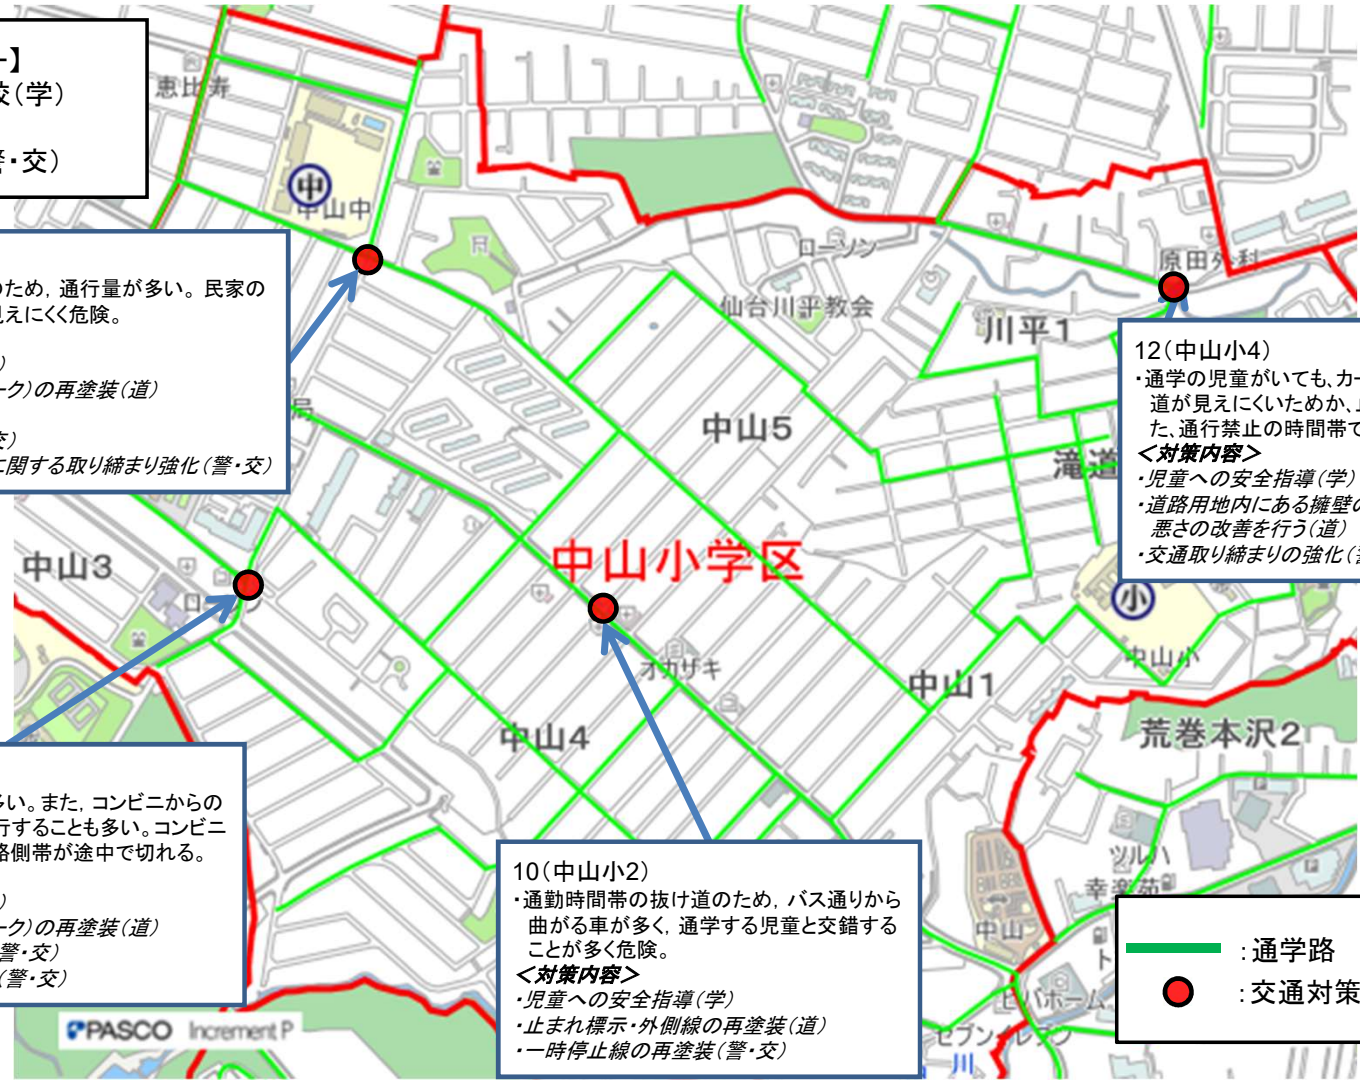 -】
校(学)
警・交)
恵比寿
中
中山中
のため, 通行量が多い。民家の
見えにくく危険。
)
ーク)の再塗装(道)
交)
に関する取り締まり強化(警・交)
局
ローソン
仙台川平教会
原田外科
川平1
12(中山小4)
・通学の児童がいても、カー
道が見えにくいためか、
た、通行禁止の時間帯で
<対策内容>
・児童への安全指導(学)
・道路用地内にある擁壁の
悪さの改善を行う(道)
・交通取り締まりの強化(警
中山5
滝道
中山3
ローソン
中山小学区
小
中山小
オカザキ
中山1
中山4
荒巻本沢2
多い。また, コンビニからの
行することも多い。コンビニ
路側帯が途中で切れる。
)
ーク)の再塗装(道)
警・交)
(警・交)
10(中山小2)
・通勤時間帯の抜け道のため, バス通りから
曲がる車が多く, 通学する児童と交錯する
ことが多く危険。
<対策内容>
・児童への安全指導(学)
・止まれ標示・外側線の再塗装(道)
・一時停止線の再塗装(警・交)
ツルハ
幸楽苑
中山
ト
ビバホーム
セブンイレブン
川
:通学路
:交通対策
PASCO Increment P